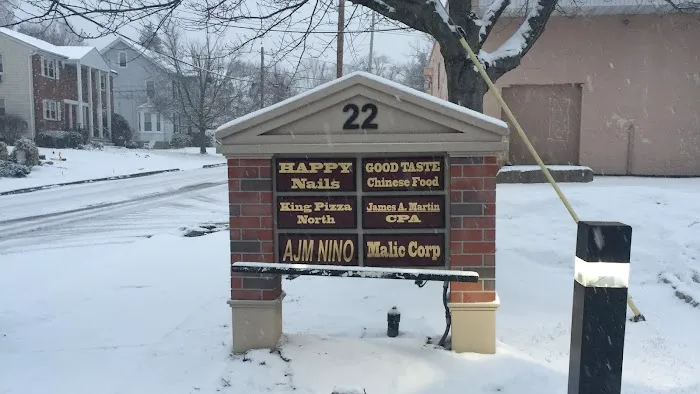 22
HAPPY
Nails
GOOD TASTE
Chinese Food
King Pizza
North
James A. Martin
CPA
AJM NINO
Malic Corp